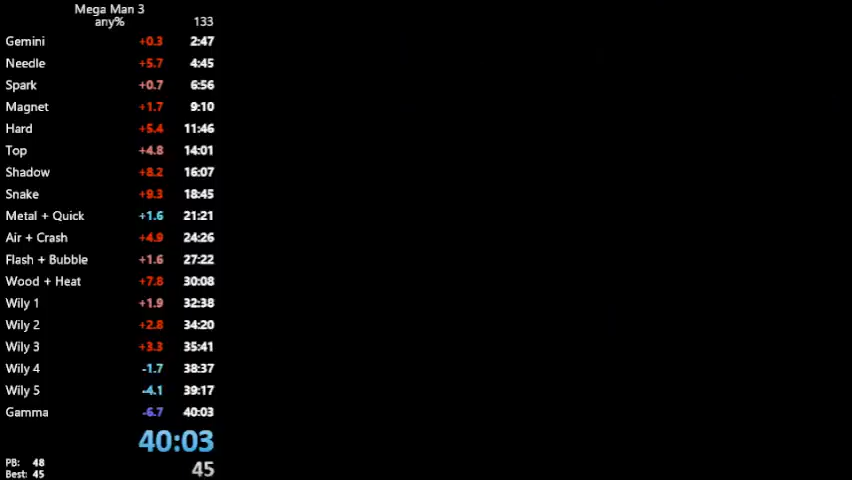 Mega Man 3
any% 133
Gemini +0.3 2:47
Needle +5.7 4:45
Spark +0.7 6:56
Magnet +1.7 9:10
Hard +5.4 11:46
Top +4.8 14:01
Shadow +8.2 16:07
Snake +9.3 18:45
Metal + Quick +1.6 21:21
Air + Crash +4.9 24:26
Flash + Bubble +1.6 27:22
Wood + Heat +7.8 30:08
Wily 1 +1.9 32:38
Wily 2 +2.8 34:20
Wily 3 +3.3 35:41
Wily 4 -1.7 38:37
Wily 5 -4.1 39:17
Gamma -6.7 40:03
40:03
PB: 48 45
Best: 45